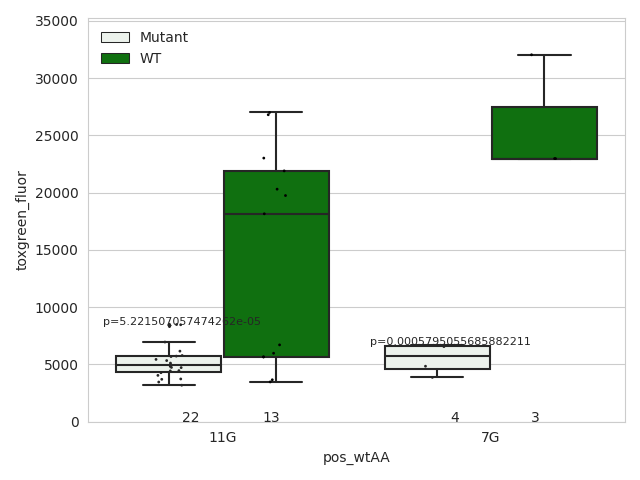 35000
30000
25000
20000
15000
10000
5000
0
toxgreen_fluor
Mutant
WT
p=5.221507057474262e-05
p=0.0005795055685882211
22
13
4
3
11G
7G
pos_wtAA